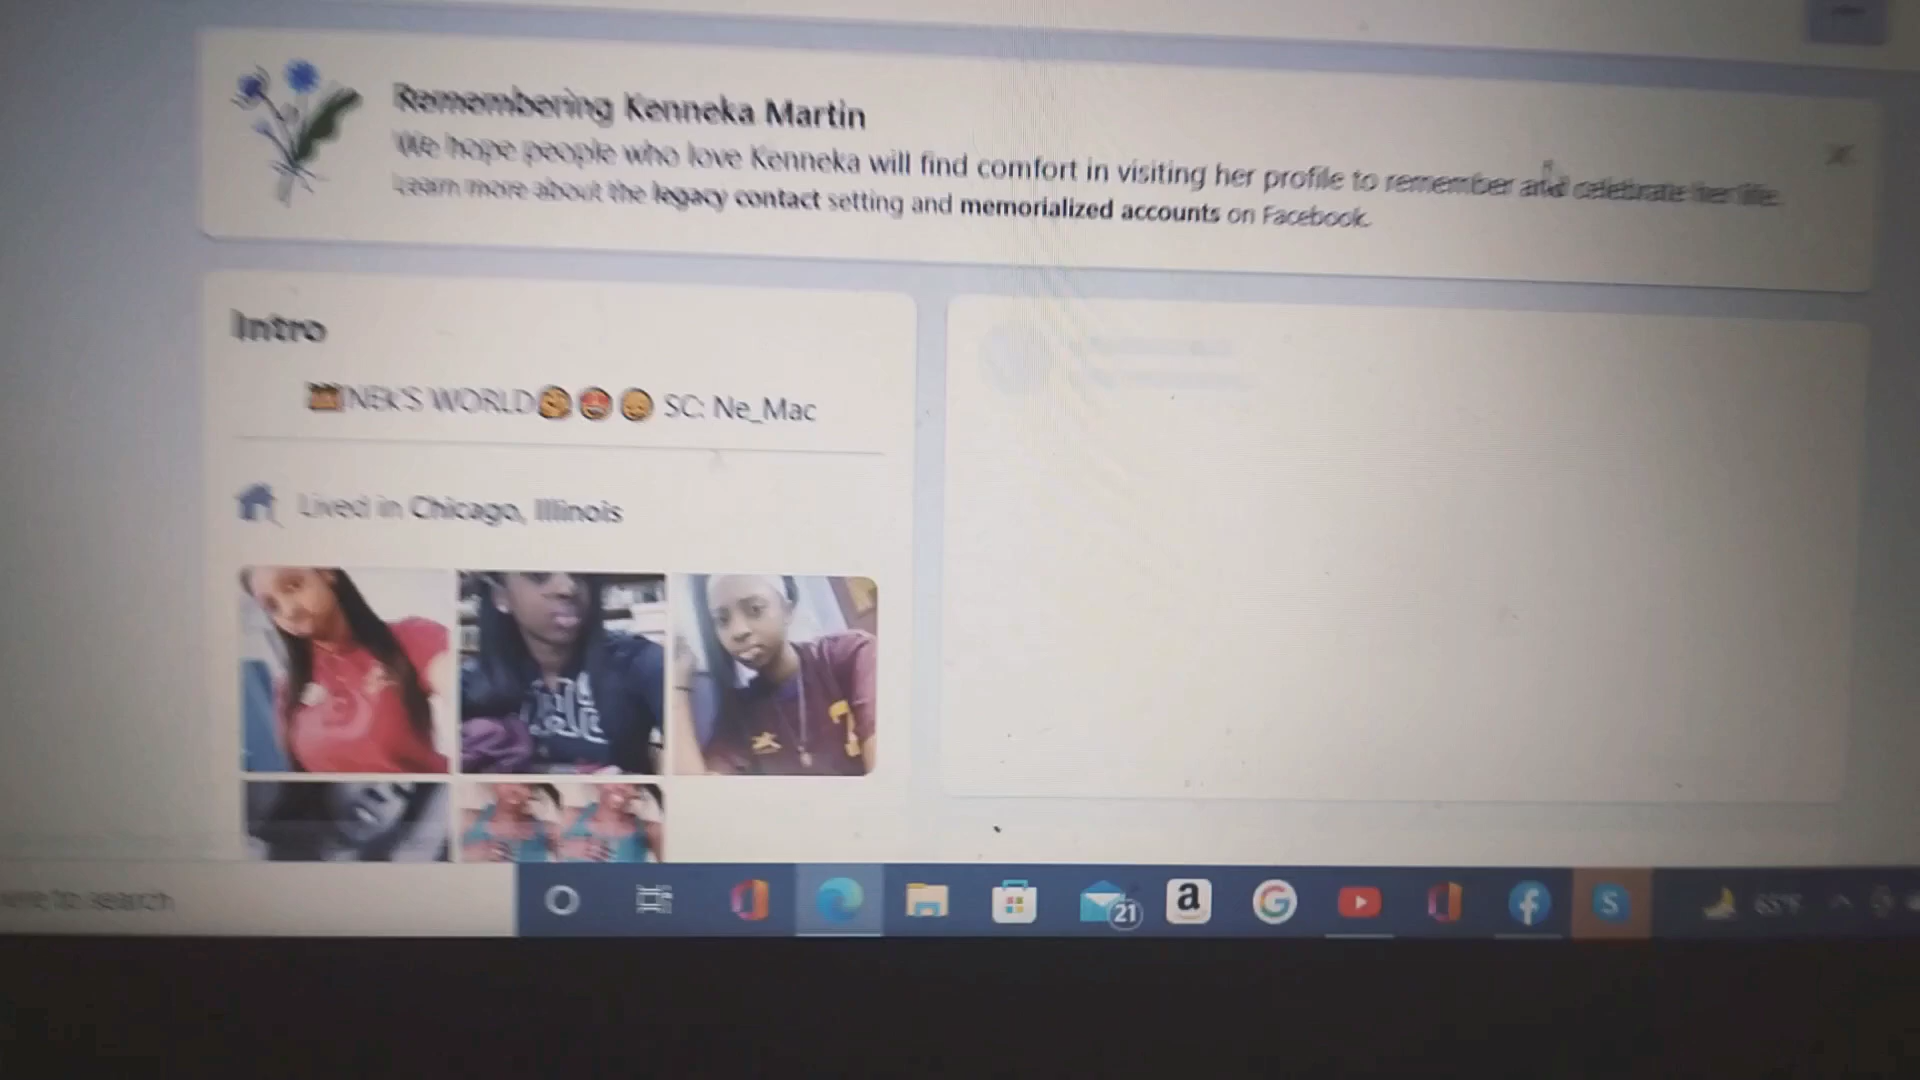 Remembering Kenneka Martin
We hope people who love Kenneka will find comfort in visiting her profile to remember and celebrate her life.
Learn more about the legacy contact setting and memorialized accounts on Facebook.
Intro
NEK'S WORLD SC: Ne_Mac
Lived in Chicago, Illinois
to search
21
a
G
S
65°F